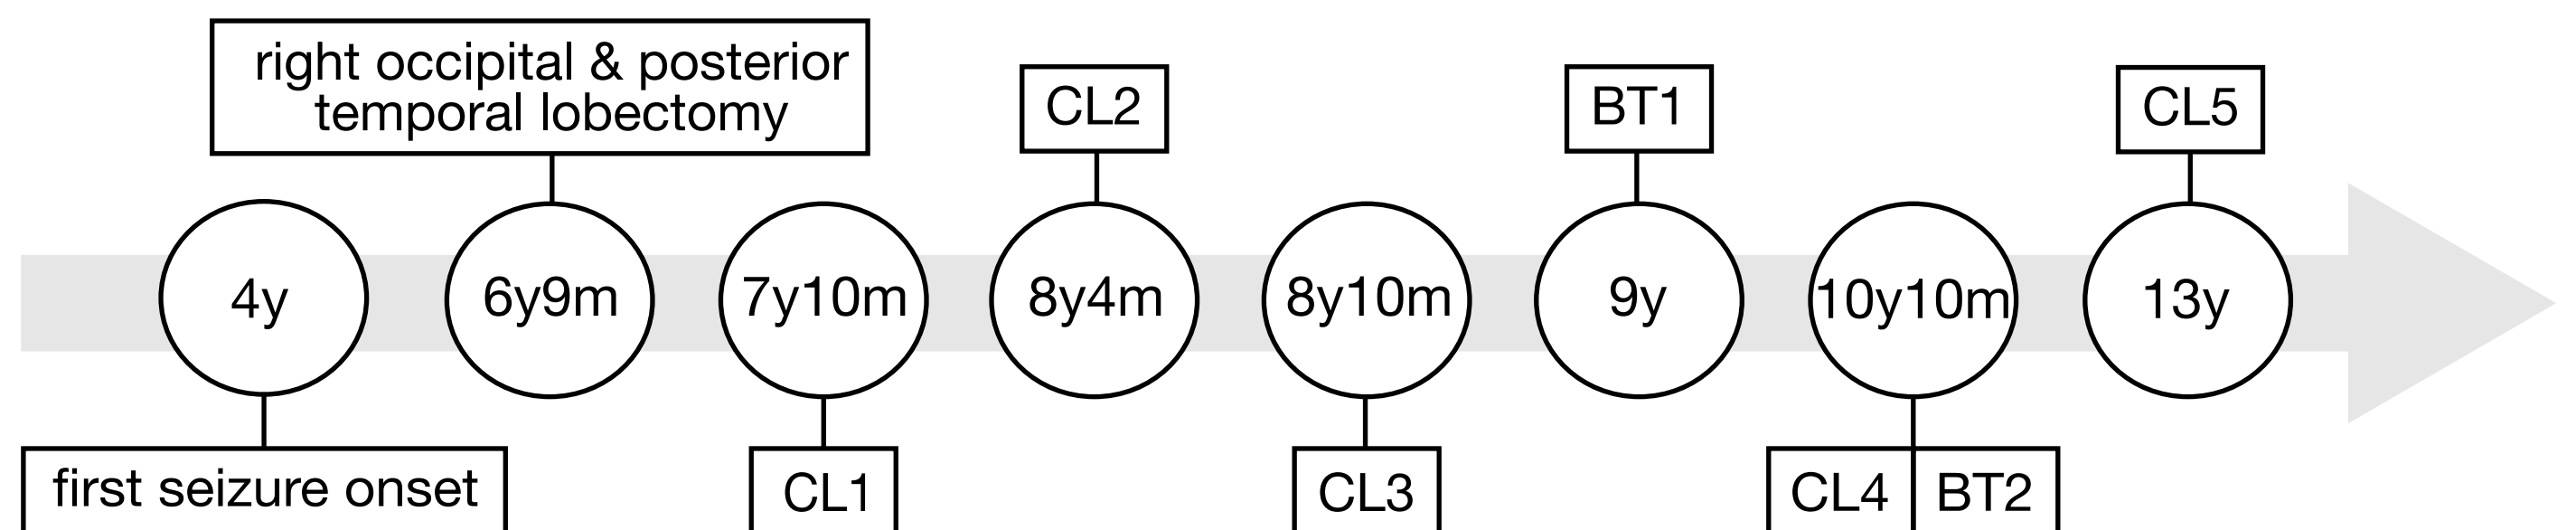 right occipital & posterior
temporal lobectomy
CL2
BT1
CL5
4y
6y9m
7y10m
8y4m
8y10m
9y
10y10m
13y
first seizure onset
CL1
CL3
CL4
BT2